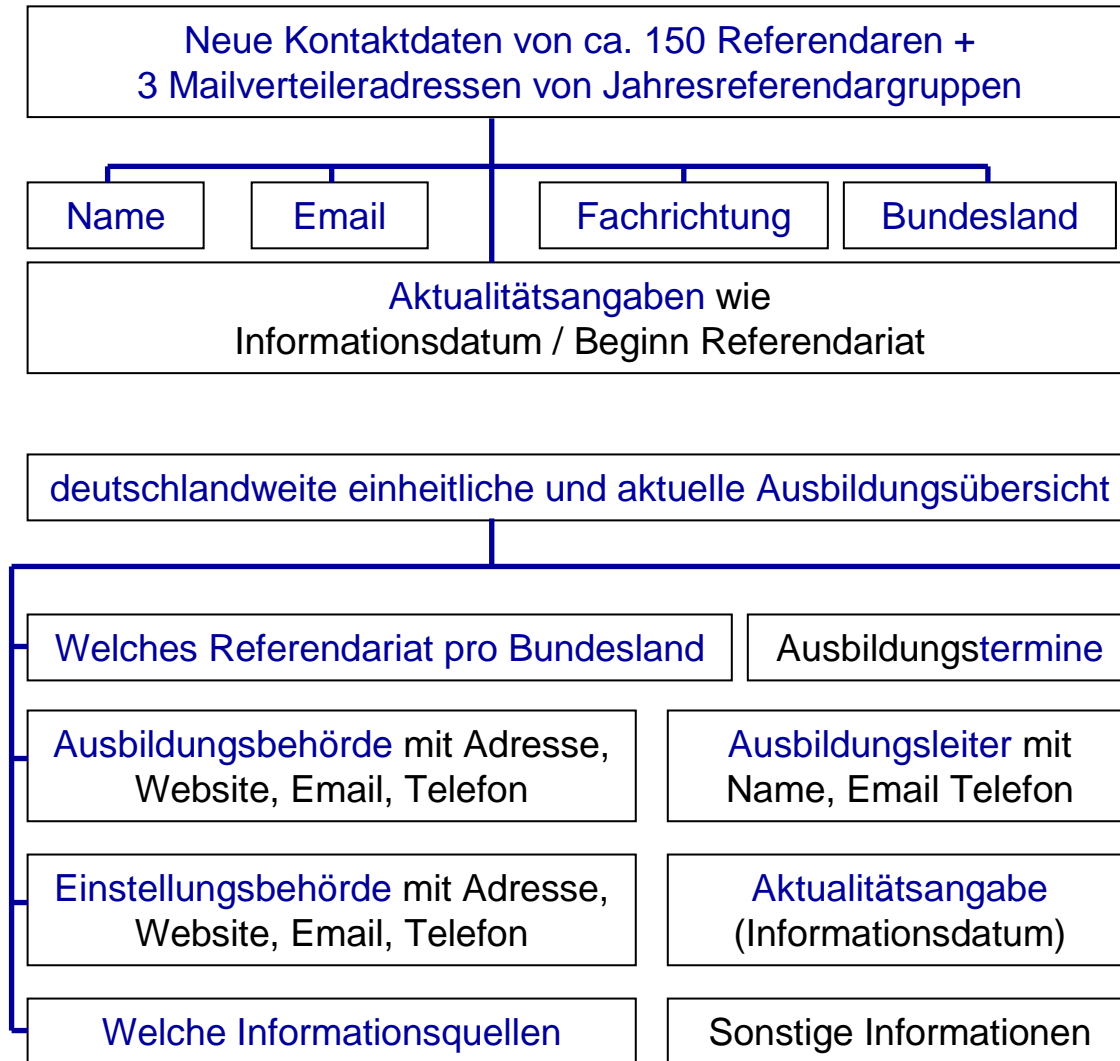 Neue Kontaktdaten von ca. 150 Referendaren +
3 Mailverteileradressen von Jahresreferendargruppen
Name
Email
Fachrichtung
Bundesland
Aktualitätsangaben wie
Informationsdatum / Beginn Referendariat
deutschlandweite einheitliche und aktuelle Ausbildungsübersicht
Welches Referendariat pro Bundesland
Ausbildungstermine
Ausbildungsbehörde mit Adresse,
Website, Email, Telefon
Ausbildungsleiter mit
Name, Email Telefon
Einstellungsbehörde mit Adresse,
Website, Email, Telefon
Aktualitätsangabe
(Informationsdatum)
Welche Informationsquellen
Sonstige Informationen